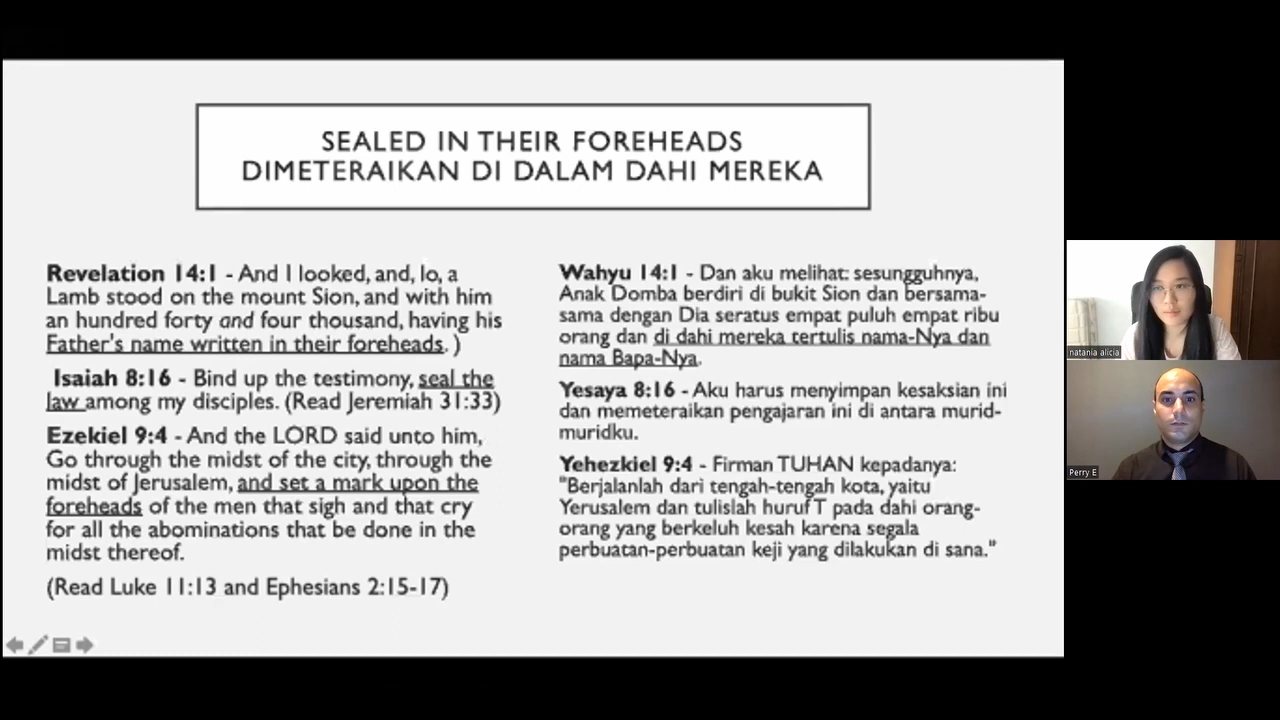 SEALED IN THEIR FOREHEADS
DIMETERAIKAN DI DALAM DAHI MEREKA
Revelation 14:1 - And I looked, and, lo, a
Lamb stood on the mount Sion, and with him
an hundred forty and four thousand, having his
Father's name written in their foreheads. )
Isaiah 8:16 - Bind up the testimony, seal the
law among my disciples. (Read Jeremiah 31:33)
Ezekiel 9:4 - And the LORD said unto him,
Go through the midst of the city, through the
midst of Jerusalem, and set a mark upon the
foreheads of the men that sigh and that cry
for all the abominations that be done in the
midst thereof.
(Read Luke 11:13 and Ephesians 2:15-17)
Wahyu 14:1 - Dan aku melihat: sesungguhnya,
Anak Domba berdiri di bukit Sion dan bersama-
sama dengan Dia seratus empat puluh empat ribu
orang dan di dahi mereka tertulis nama-Nya dan
nama Bapa-Nya.
Yesaya 8:16 - Aku harus menyimpan kesaksian ini
dan memeteraikan pengajaran ini di antara murid-
muridku.
Yehezkiel 9:4 - Firman TUHAN kepadanya:
"Berjalanlah dari tengah-tengah kota, yaitu
Yerusalem dan tulislah huruf T pada dahi orang-
orang yang berkeluh kesah karena segala
perbuatan-perbuatan keji yang dilakukan di sana."
natania alicia
Perry E